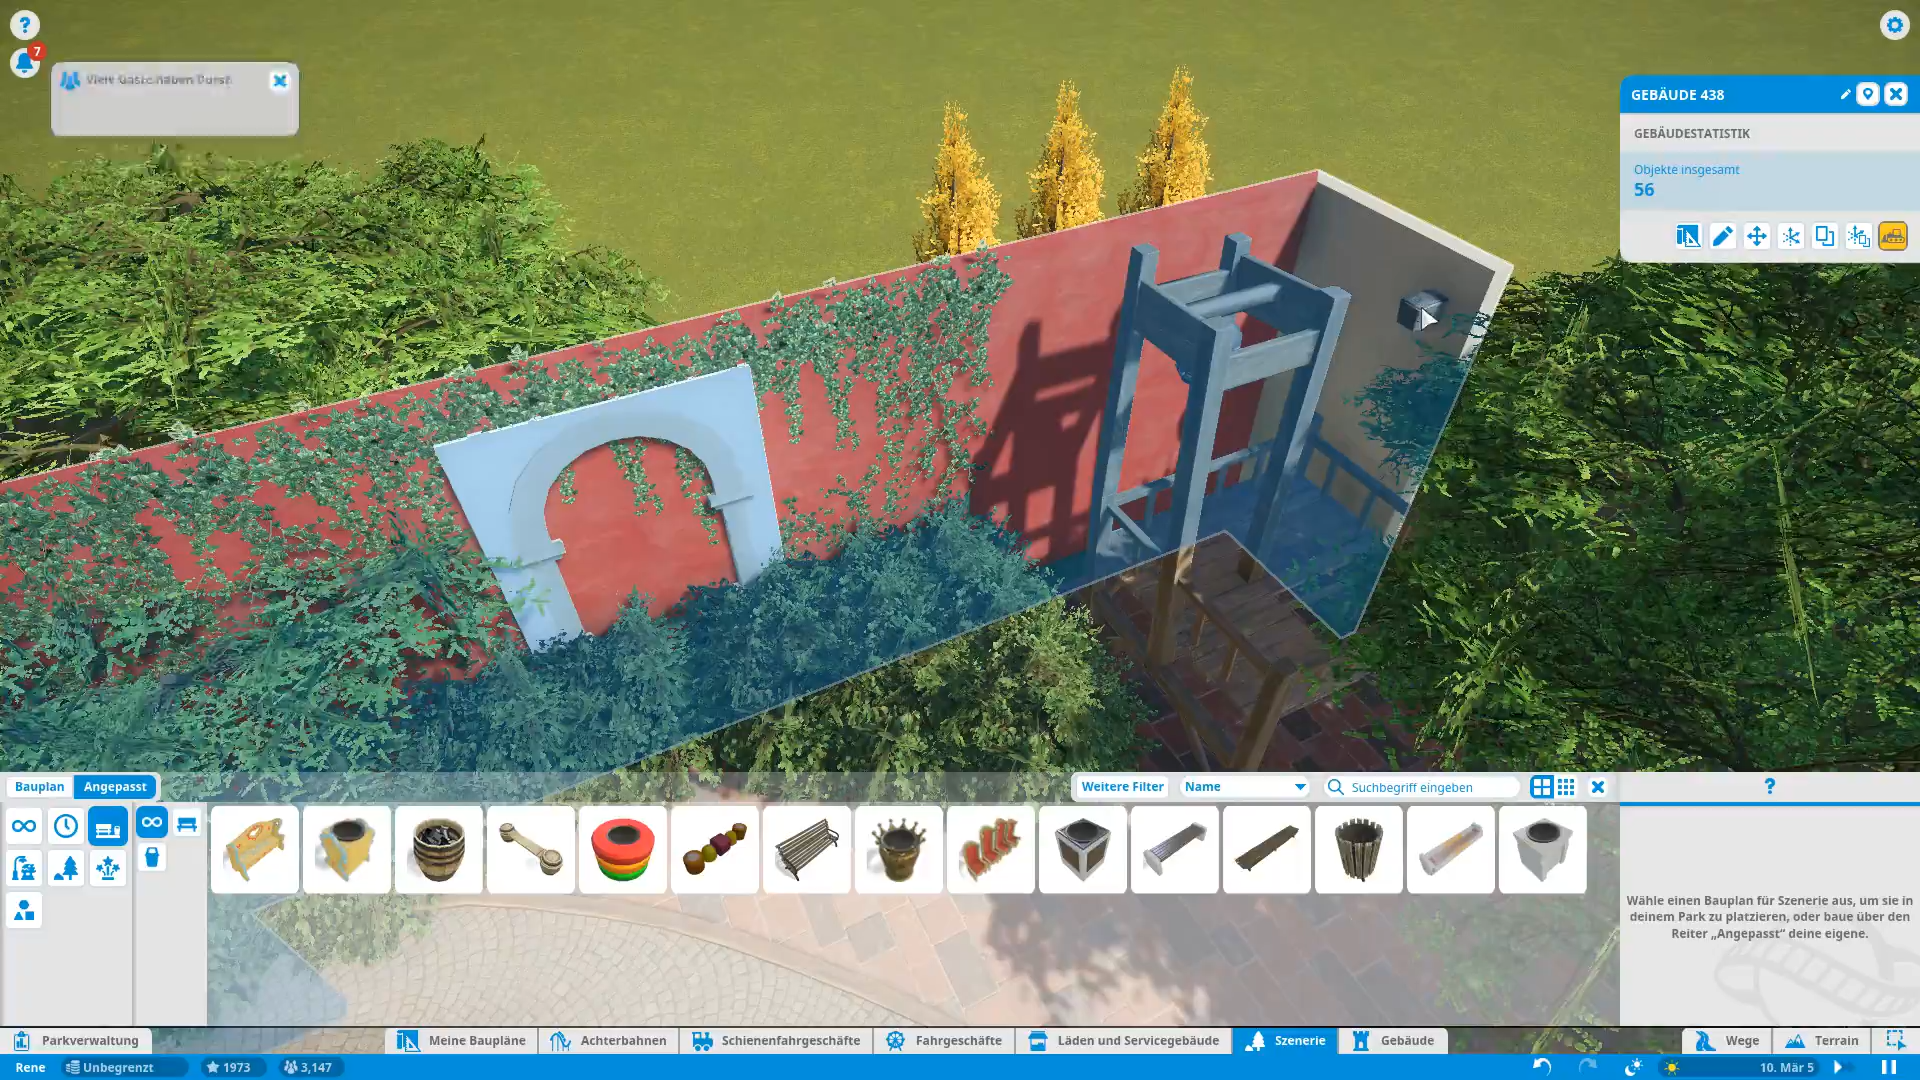 ?
7
Viele Gäste haben Durst
GEBÄUDE 438
GEBÄUDESTATISTIK
Objekte insgesamt
56
Bauplan
Angepasst
Weitere Filter
Name
Suchbegriff eingeben
?
Wähle einen Bauplan für Szenerie aus, um sie in
deinem Park zu platzieren, oder baue über den
Reiter „Angepasst“ deine eigene.
Parkverwaltung
Meine Baupläne
Achterbahnen
Schienenfahrgeschäfte
Fahrgeschäfte
Läden und Servicegebäude
Szenerie
Gebäude
Wege
Terrain
Rene
Unbegrenzt
1973
3,147
10. Mär 5